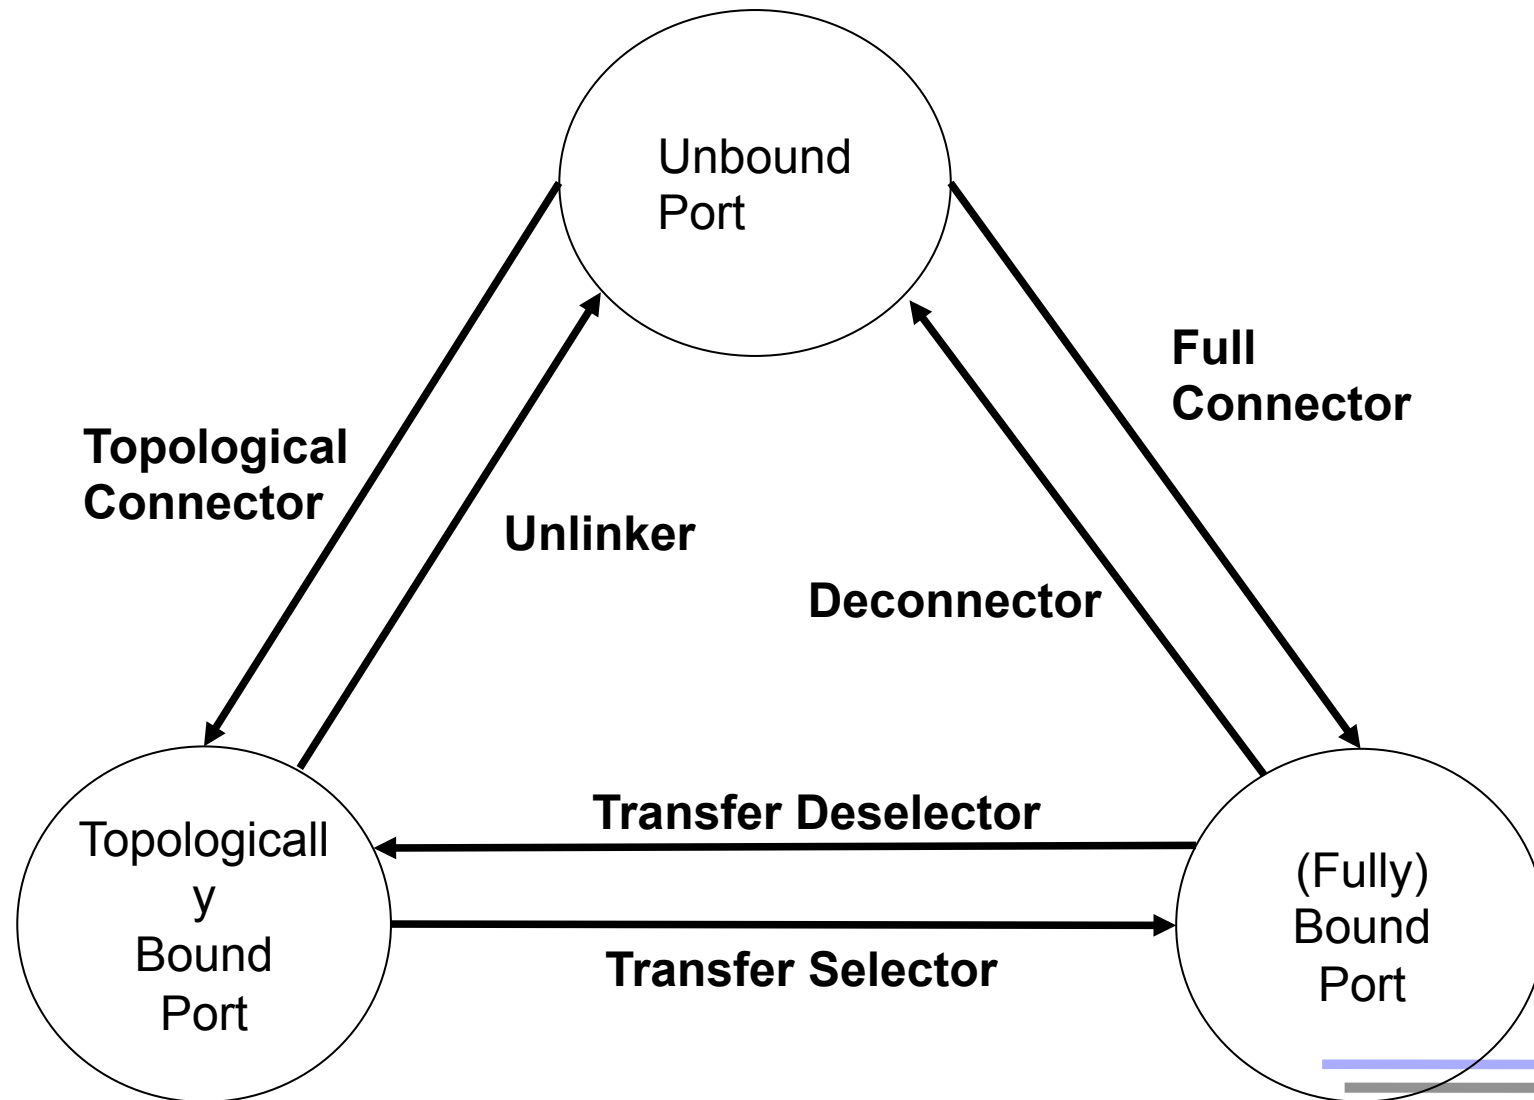 Unbound
Port
Full
Connector
Topological
Connector
Unlinker
Deconnector
Transfer Deselector
Topologicall
y
Bound
Port
(Fully)
Bound
Port
Transfer Selector